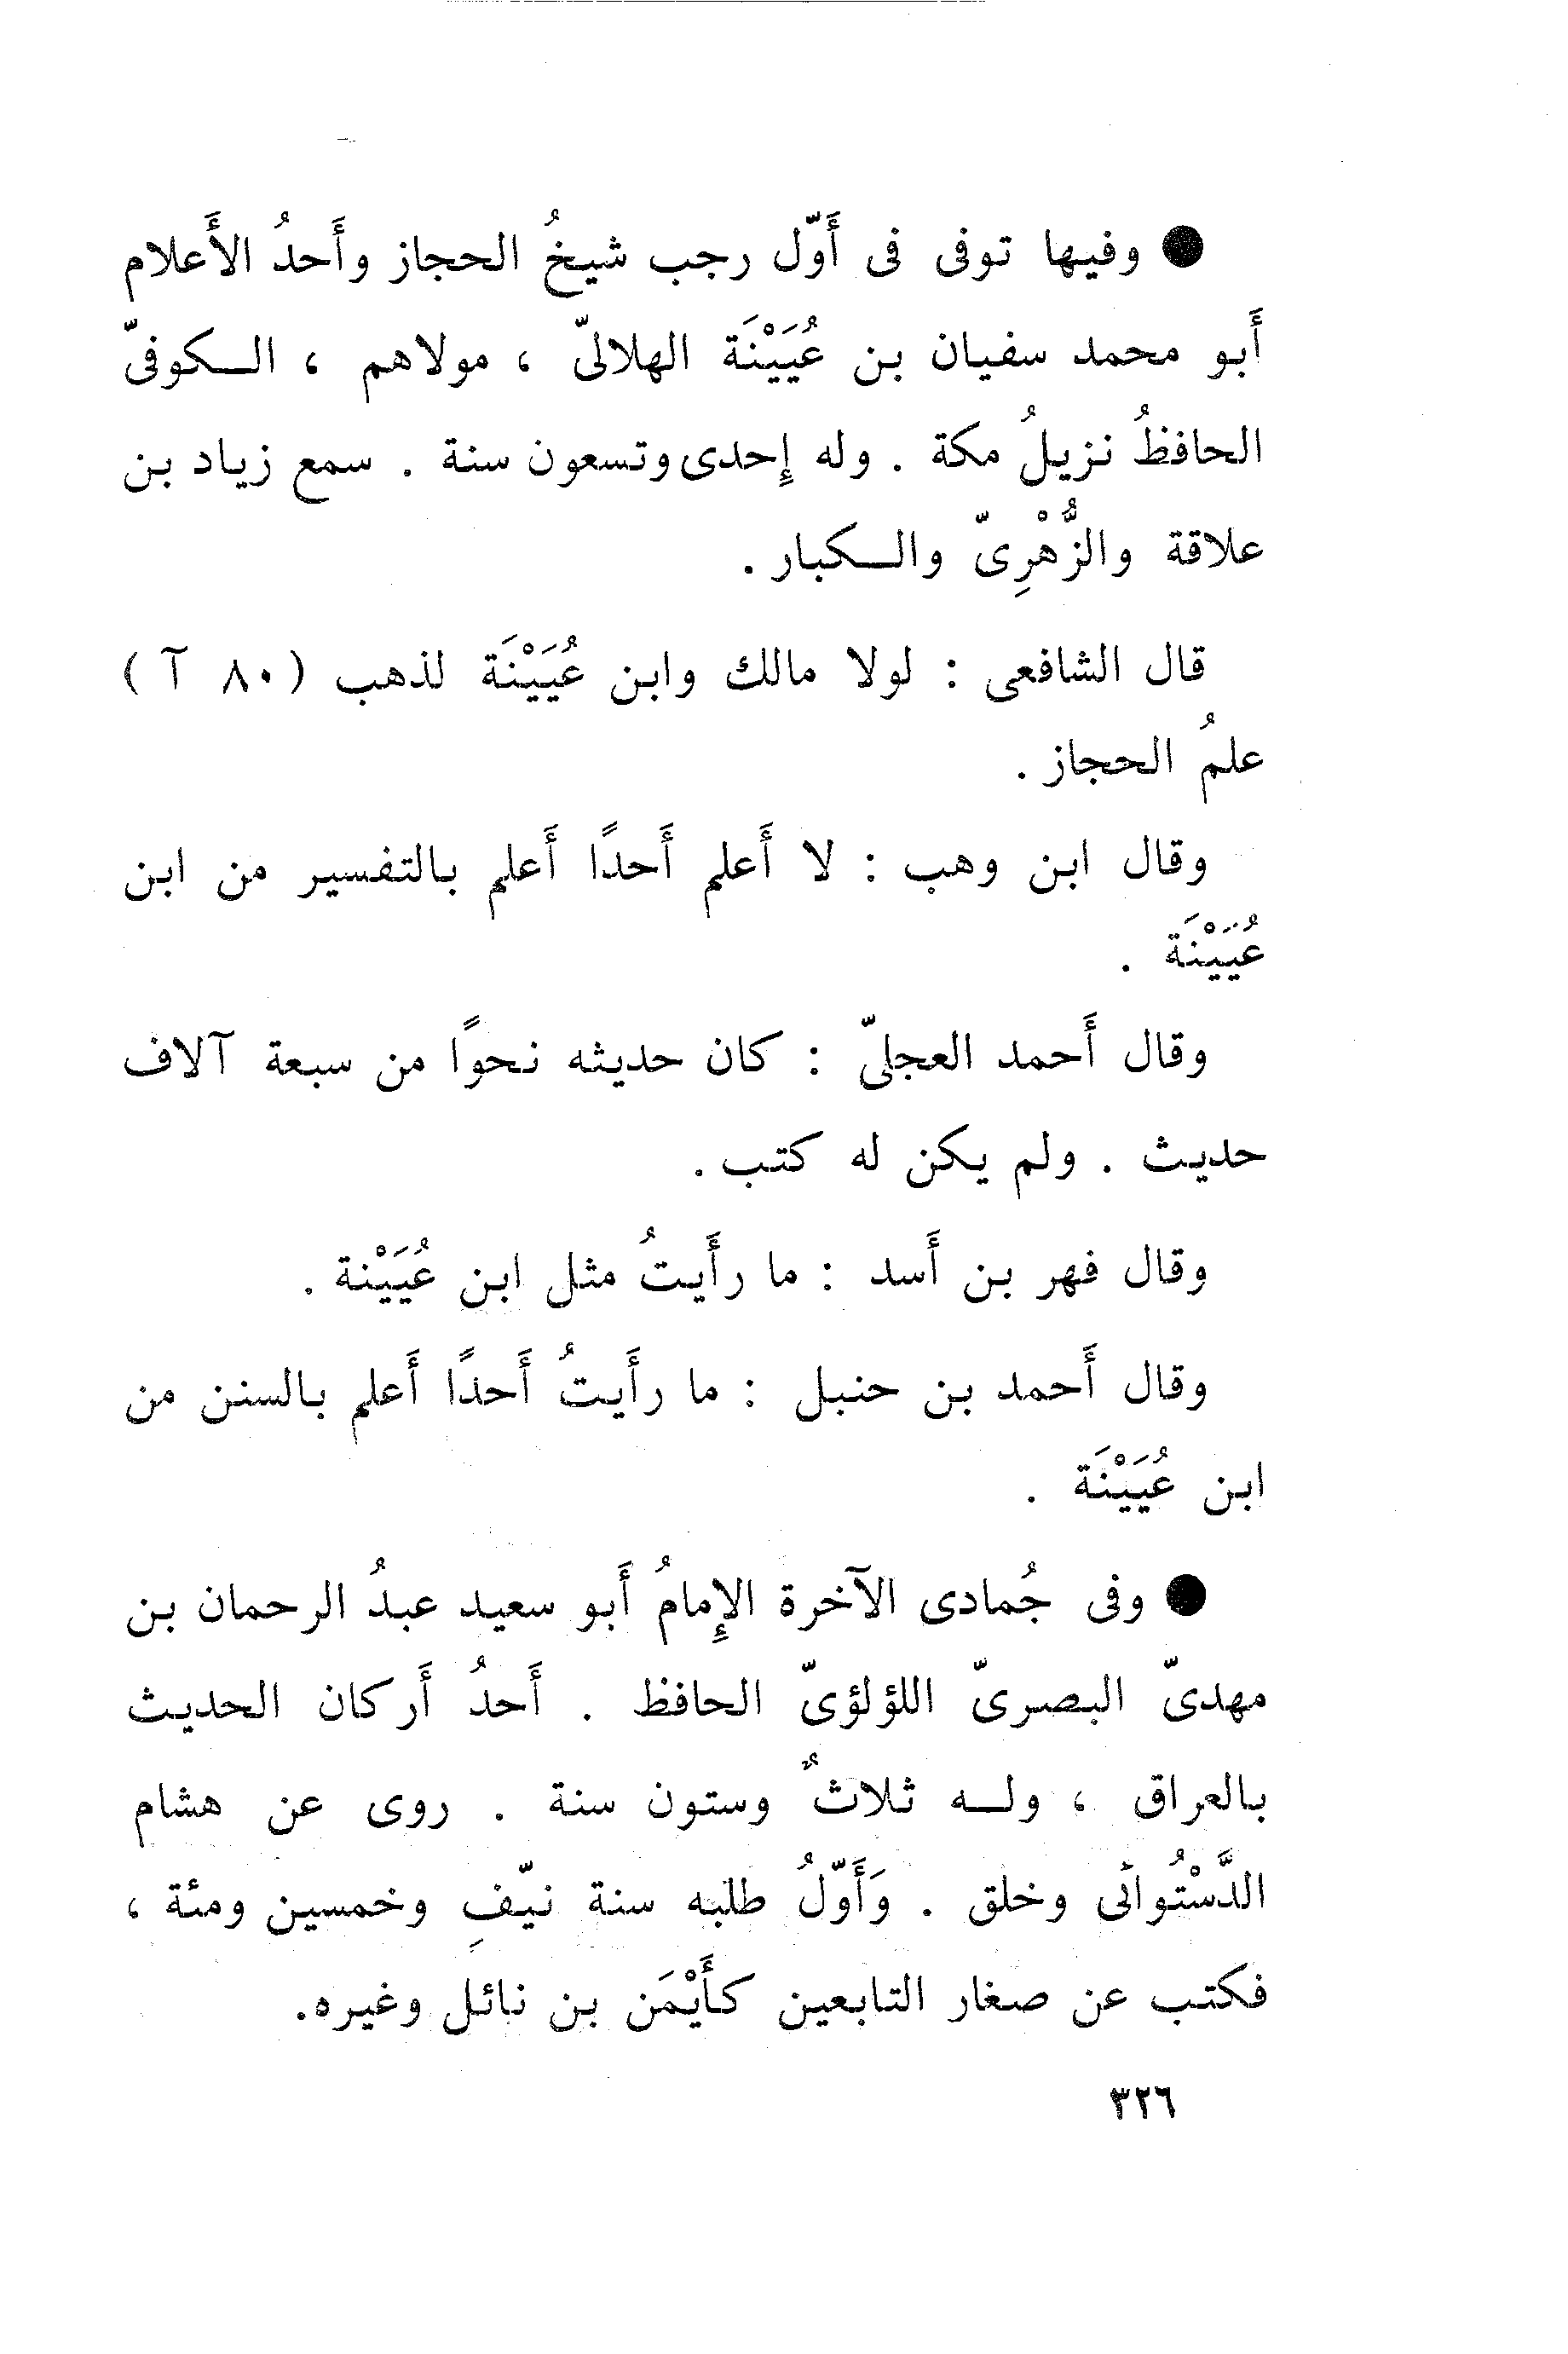 ● وفيها توفى فى أَوّل رجب شيخُ الحجاز وأَحدُ الأَعلام
أَبو محمد سفيان بن عُيَيْنَة الهلالىّ ، مولاهم ، الـكوفىّ
الحافظُ نزيلُ مكة . وله إِحدى وتسعون سنة . سمع زياد بن
علاقة والزُّهْرِىّ والـكبار .
قال الشافعى : لولا مالك وابن عُيَيْنَة لذهب (٨٠ آ )
علمُ الحجاز .
وقال ابن وهب : لا أَعلم أَحدًا أَعلم بالتفسير من ابن
عُيَيْنَة .
وقال أَحمد العجلىّ : كان حديثه نحوًا من سبعة آلاف
حديث . ولم يكن له كتب .
وقال فهر بن أَسد : ما رأَيتُ مثل ابن عُيَيْنة .
وقال أَحمد بن حنبل : ما رأَيتُ أَحدًا أَعلم بالسنن من
ابن عُيَيْنَة .
● وفى جُمادى الآخرة الإِمامُ أَبو سعيد عبدُ الرحمان بن
مهدىّ البصرىّ اللؤلؤىّ الحافظ . أَحدُ أَركان الحديث
بالعراق ، ولـه ثلاثٌ وستون سنة . روى عن هشام
الدَّسْتُوائى وخلق . وَأَوّلُ طلبه سنة نيّفِ وخمسين ومئة ،
فكتب عن صغار التابعين كأَيْمَن بن نائل وغيره.
٣٢٦